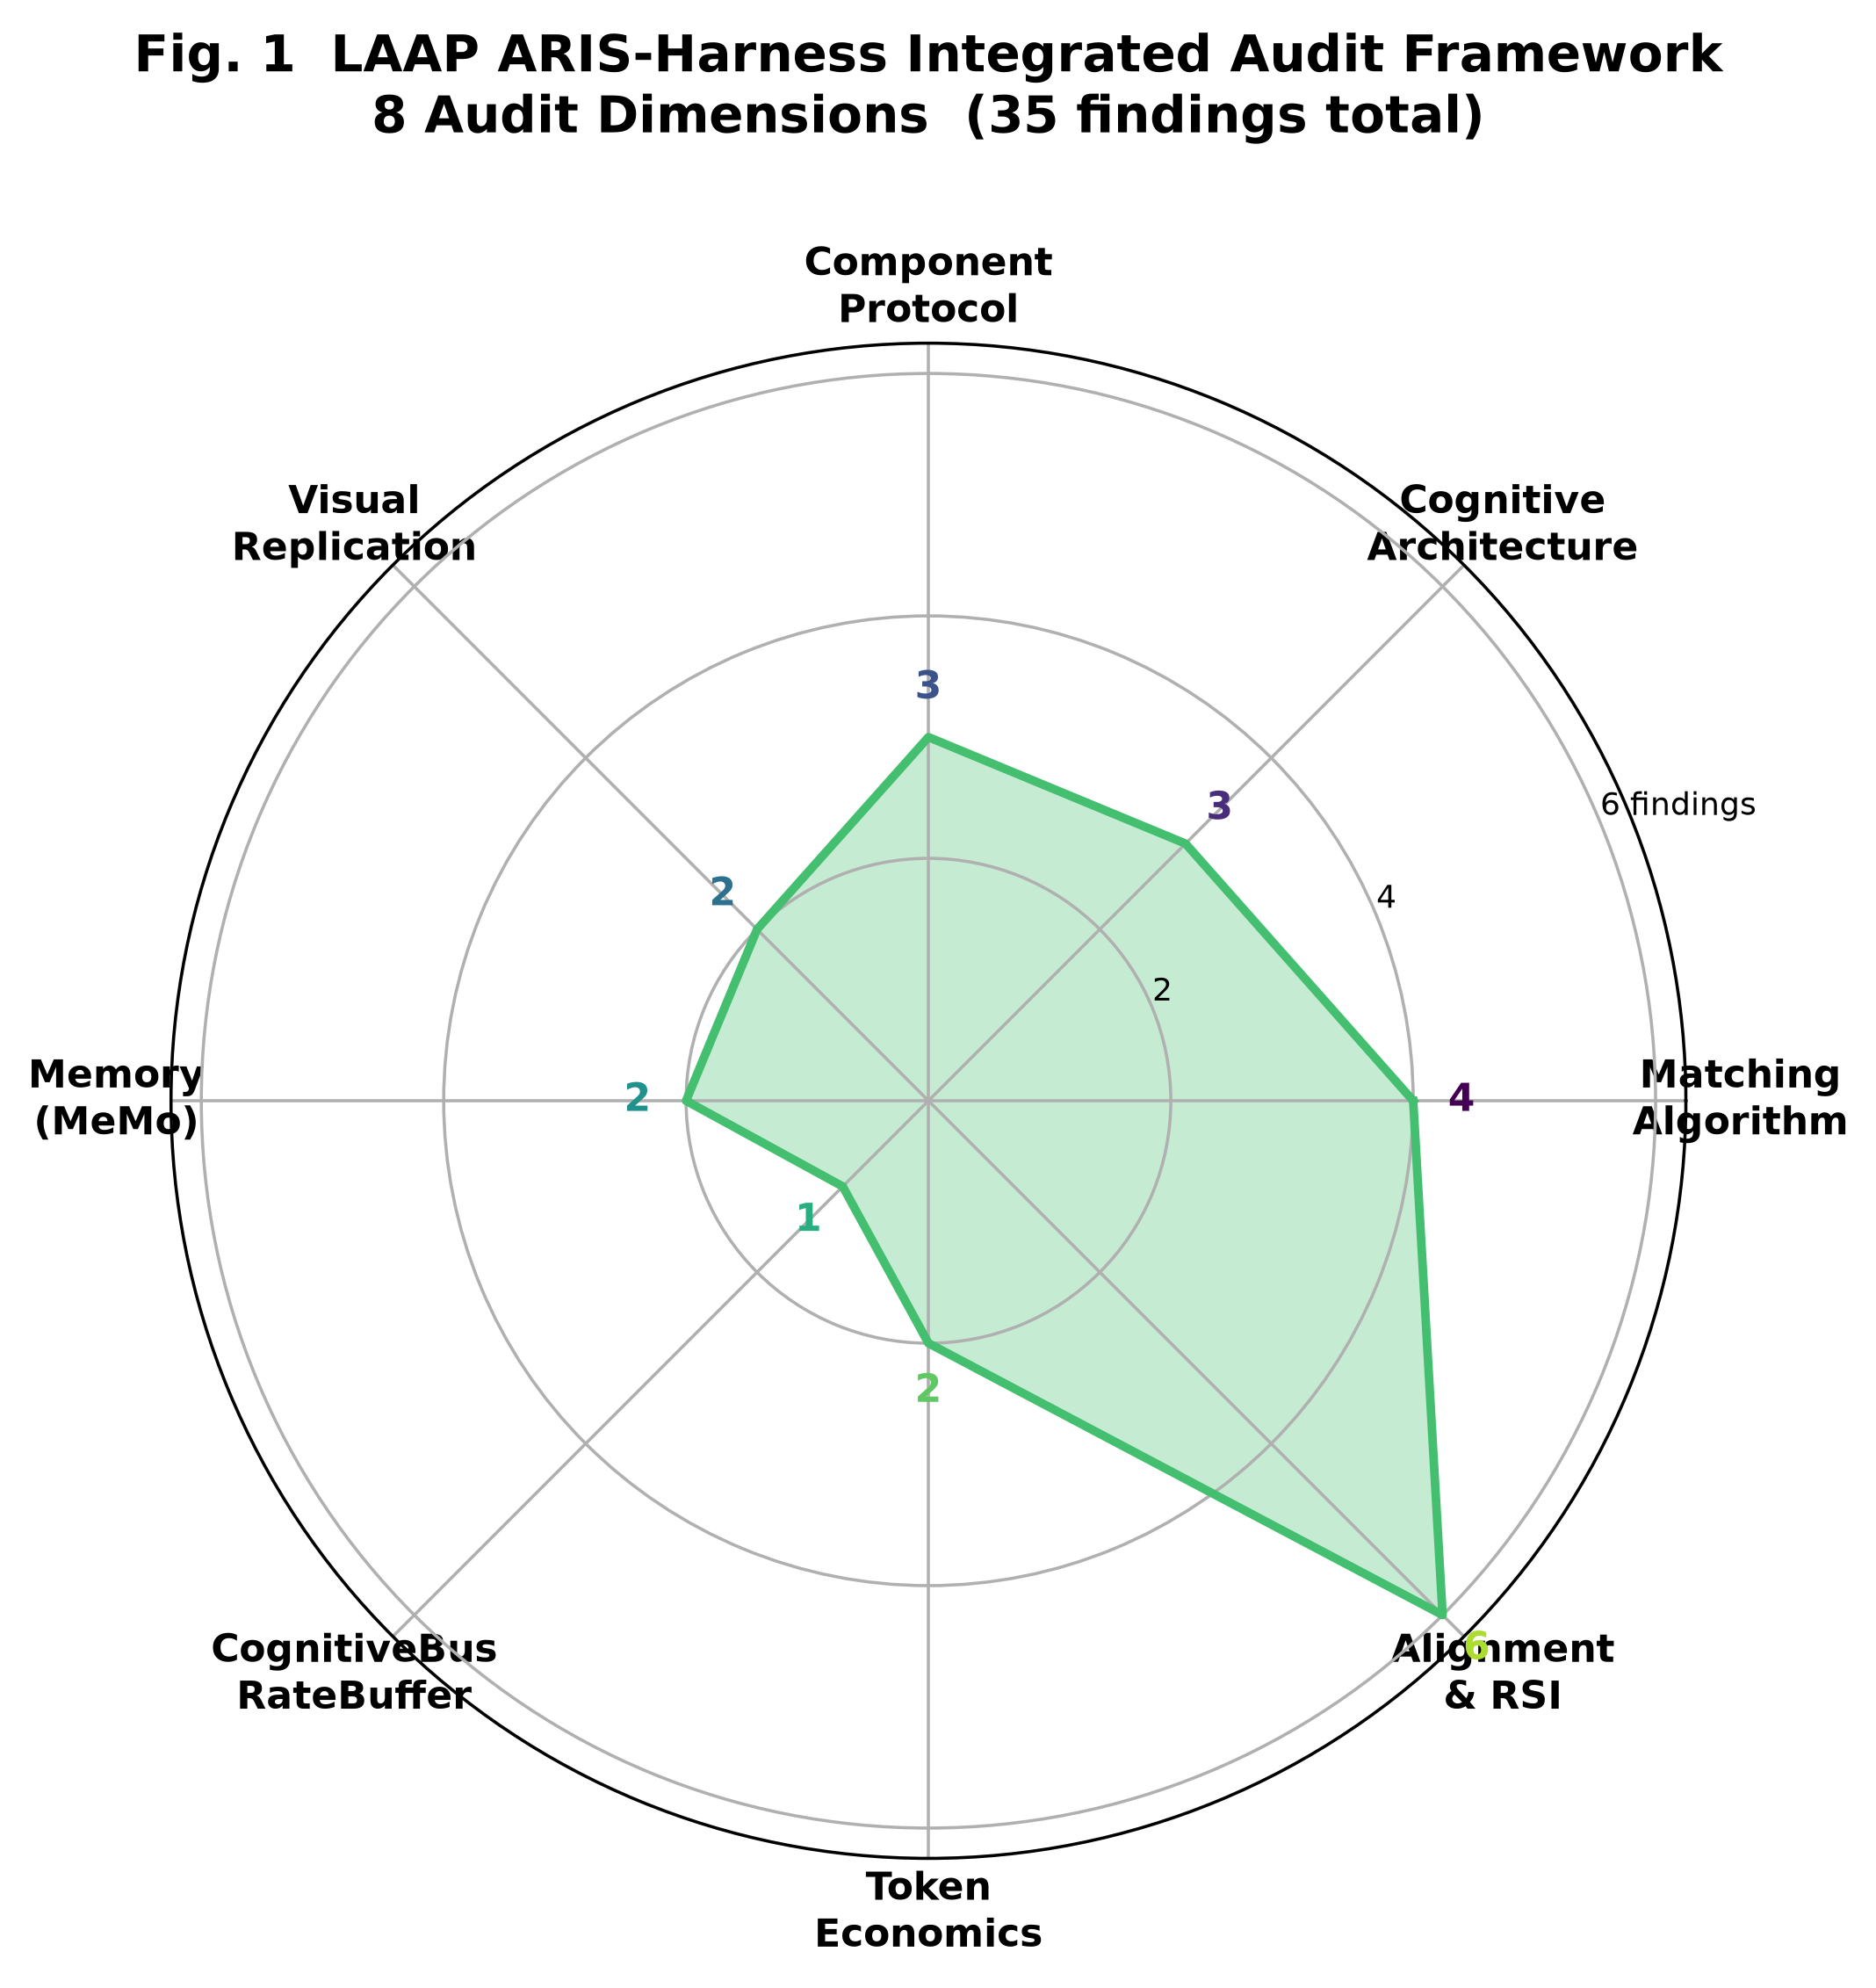 Fig. 1  LAAP ARIS-Harness Integrated Audit Framework
8 Audit Dimensions  (35 findings total)
Component
Protocol
Visual
Replication
Cognitive
Architecture
3
3
6 findings
2
4
2
Memory
(MeMo)
2
4
Matching
Algorithm
1
2
CognitiveBus
RateBuffer
Alignment
& RSI
6
Token
Economics